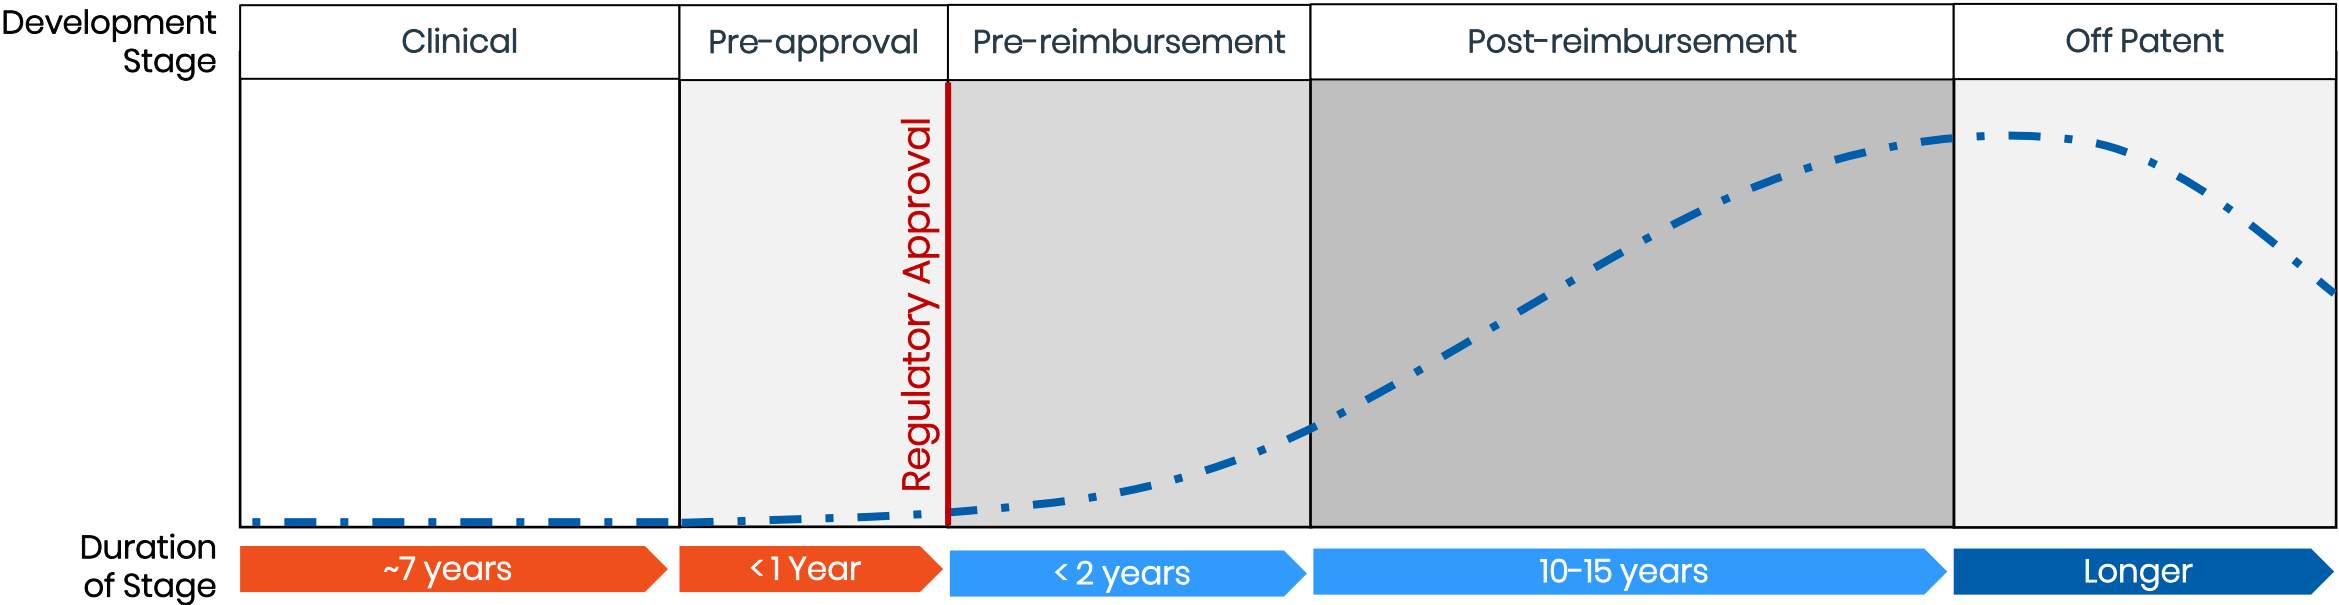 Development
Stage
Clinical
Pre-approval
Pre-reimbursement
Post-reimbursement
Off Patent
Regulatory Approval
Duration
of Stage
~7 years
< 1 Year
< 2 years
10-15 years
Longer